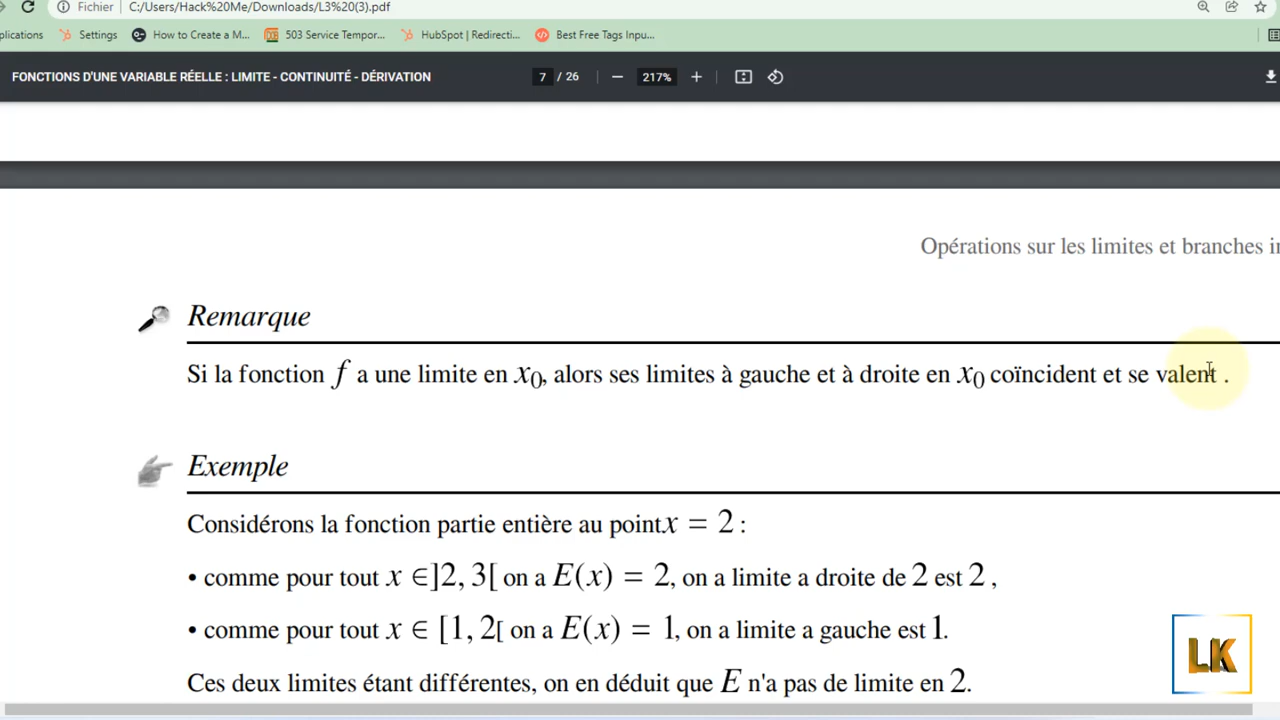 C:/Users/Hack%20Me/Downloads/L3%20(3).pdf
Fichier
plications
Settings
How to Create a M...
503 Service Tempor...
HubSpot | Redirecti...
Best Free Tags Inpu...
FONCTIONS D'UNE VARIABLE RÉELLE : LIMITE - CONTINUITÉ - DÉRIVATION
7 / 26
217%
Opérations sur les limites et branches in
Remarque
Si la fonction f a une limite en x₀, alors ses limites à gauche et à droite en x₀ coïncident et se valent .
Exemple
Considérons la fonction partie entière au pointx = 2 :
• comme pour tout x ∈]2, 3[ on a E(x) = 2, on a limite a droite de 2 est 2 ,
• comme pour tout x ∈ [1, 2[ on a E(x) = 1, on a limite a gauche est 1.
Ces deux limites étant différentes, on en déduit que E n'a pas de limite en 2.
LK